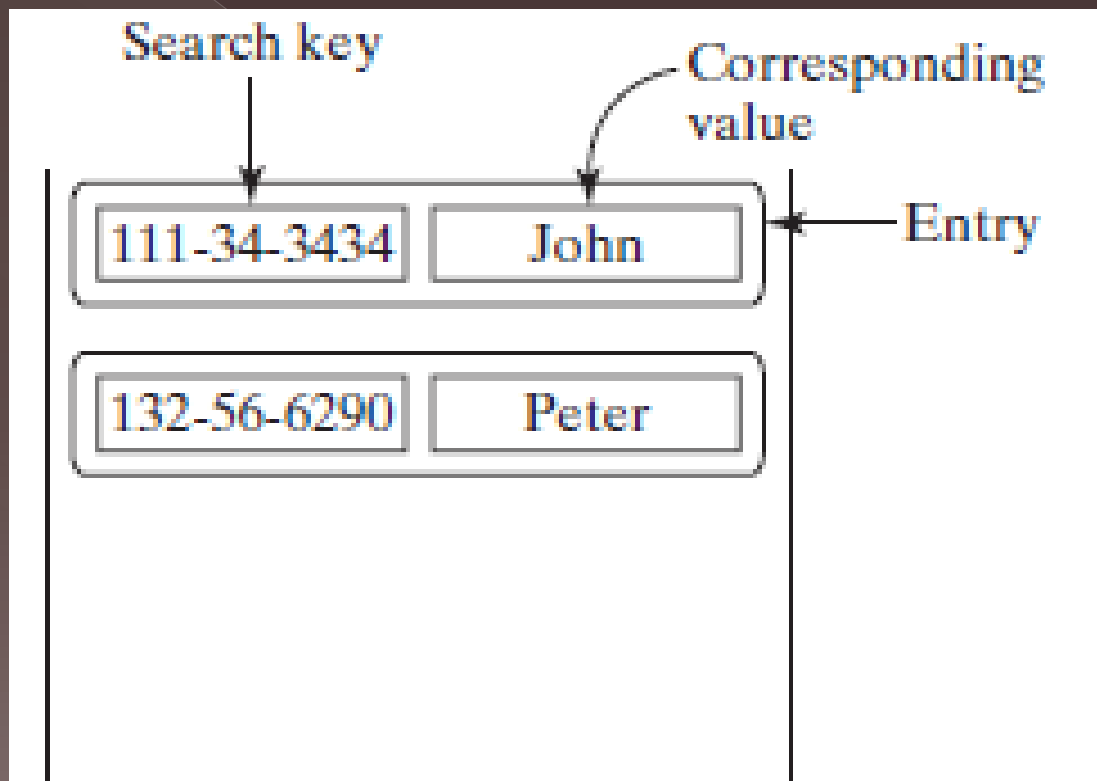 Search key
Corresponding
value
111-34-3434 John
Entry
132-56-6290 Peter